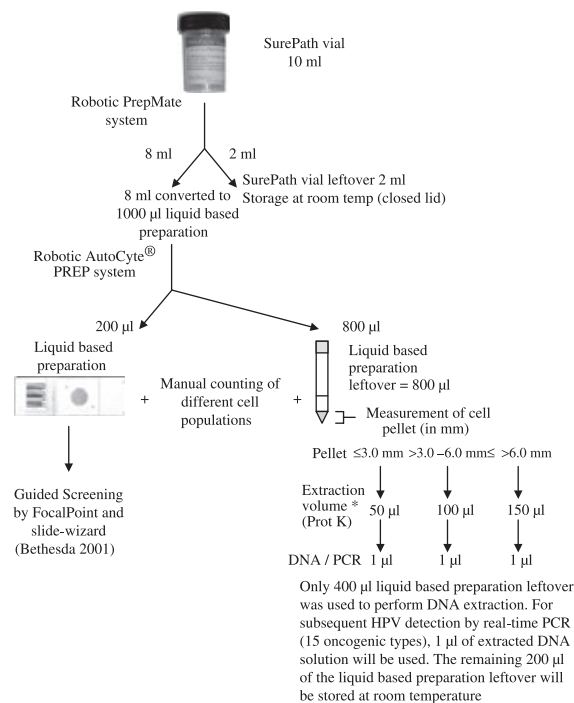 SurePath vial
10 ml
Robotic PrepMate
system
8 ml
2 ml
SurePath vial leftover 2 ml
Storage at room temp (closed lid)
8 ml converted to
1000 µl liquid based
preparation
Robotic AutoCyte®
PREP system
200 µl
800 µl
Liquid based
preparation
Liquid based
preparation
leftover = 800 µl
+
Manual counting of
different cell
populations
+
Measurement of cell
pellet (in mm)
Pellet ≤3.0 mm >3.0 –6.0 mm≤ >6.0 mm
Guided Screening
by FocalPoint and
slide-wizard
(Bethesda 2001)
Extraction
volume *
(Prot K)
50 µl 100 µl 150 µl
DNA / PCR 1 µl 1 µl 1 µl
Only 400 µl liquid based preparation leftover
was used to perform DNA extraction. For
subsequent HPV detection by real-time PCR
(15 oncogenic types), 1 µl of extracted DNA
solution will be used. The remaining 200 µl
of the liquid based preparation leftover will
be stored at room temperature